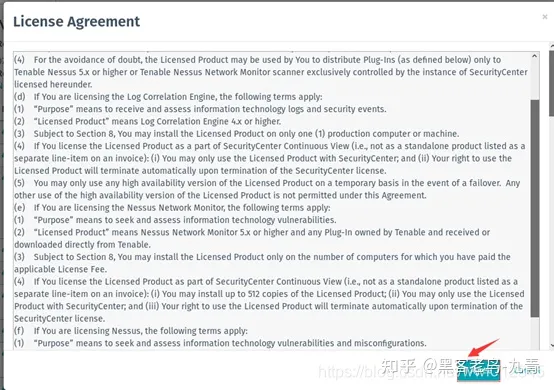 License Agreement
×
(4) For the avoidance of doubt, the Licensed Product may be used by You to distribute Plug-Ins (as defined below) only to
Tenable Nessus 5.x or higher or Tenable Nessus Network Monitor scanner exclusively controlled by the instance of SecurityCenter
licensed hereunder.
(d) If You are licensing the Log Correlation Engine, the following terms apply:
(1) “Purpose” means to receive and assess information technology logs and security events.
(2) “Licensed Product” means Log Correlation Engine 4.x or higher.
(3) Subject to Section 8, You may install the Licensed Product on only one (1) production computer or machine.
(4) If You license the Licensed Product as a part of SecurityCenter Continuous View (i.e., not as a standalone product listed as a
separate line-item on an invoice): (i) You may only use the Licensed Product with SecurityCenter; and (ii) Your right to use the
Licensed Product will terminate automatically upon termination of the SecurityCenter license.
(5) You may only use any high availability version of the Licensed Product on a temporary basis in the event of a failover. Any
other use of the high availability version of the Licensed Product is not permitted under this Agreement.
(e) If You are licensing the Nessus Network Monitor, the following terms apply:
(1) “Purpose” means to seek and assess information technology vulnerabilities.
(2) “Licensed Product” means Nessus Network Monitor 5.x or higher and any Plug-In owned by Tenable and received or
downloaded directly from Tenable.
(3) Subject to Section 8, You may install the Licensed Product only on the number of computers for which you have paid the
applicable License Fee.
(4) If You license the Licensed Product as part of SecurityCenter Continuous View (i.e., not as a standalone product listed as a
separate line-item on an invoice): (i) You may install up to 512 copies of the Licensed Product; (ii) You may only use the Licensed
Product with SecurityCenter; and (iii) Your right to use the Licensed Product will terminate automatically upon termination of the
SecurityCenter license.
(f) If You are licensing Nessus, the following terms apply:
(1) “Purpose” means to seek and assess information technology vulnerabilities and misconfigurations.
知乎 @黑客老鸟-九青